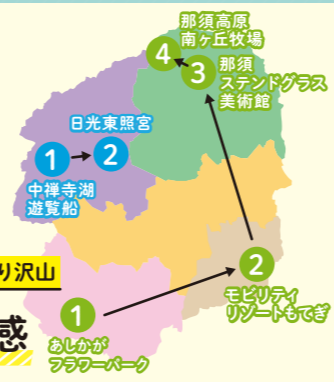 那須高原
南ヶ丘牧場
4
3
那須
ステンドグラス
美術館
日光東照宮
1
2
中禅寺湖
遊覧船
り沢山
2
モビリティ
リゾートもてぎ
感
1
あしかが
フラワーパーク